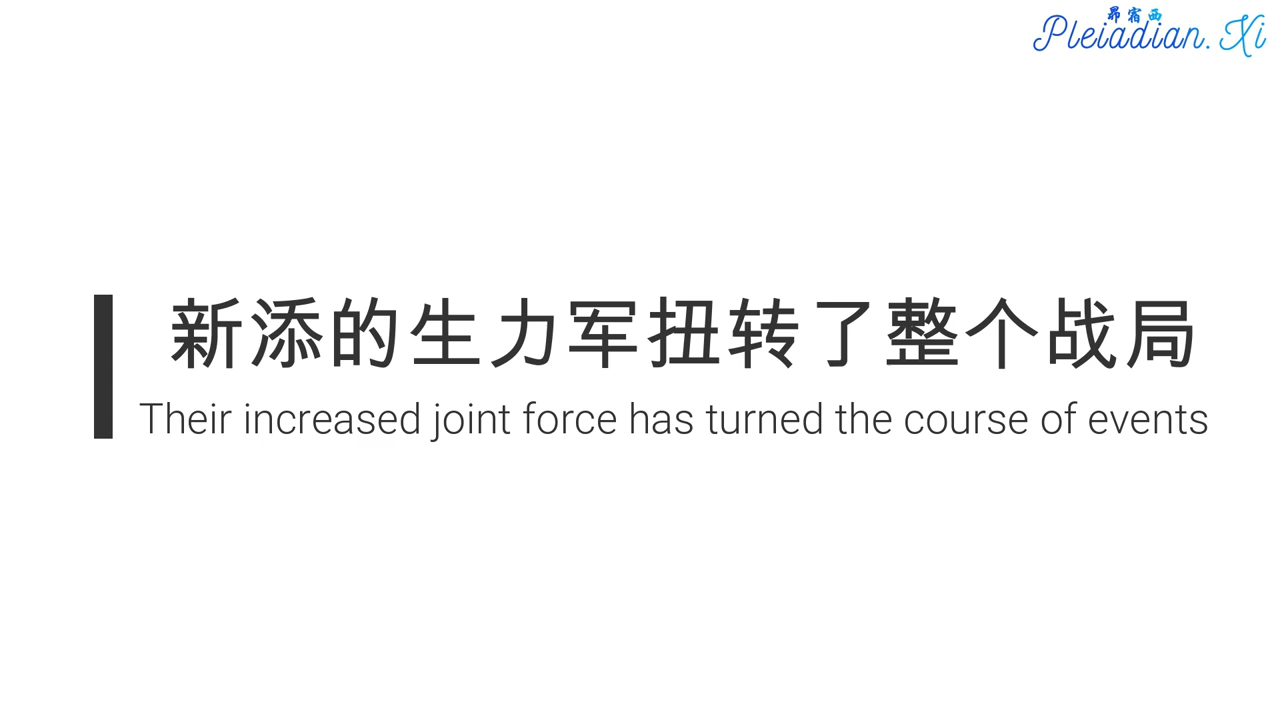 昴宿西
Pleiadian.Xi
新添的生力军扭转了整个战局
Their increased joint force has turned the course of events